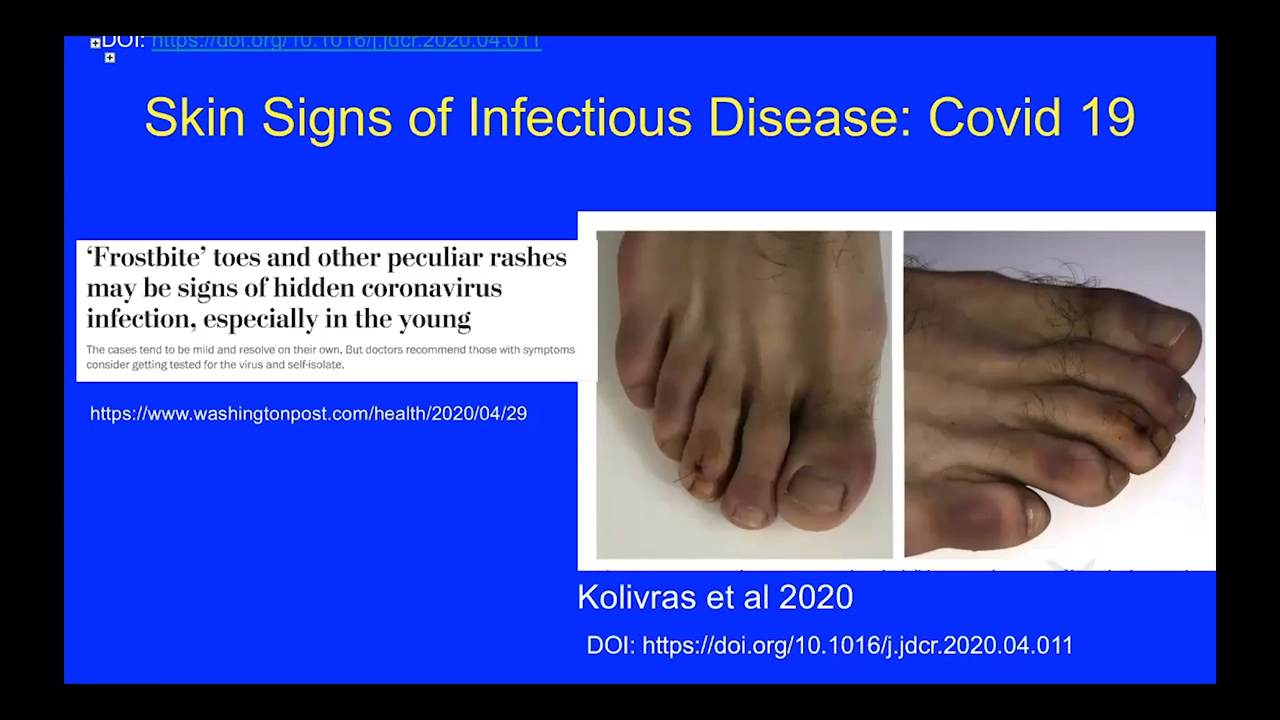 DOI: https://doi.org/10.1016/j.jdcr.2020.04.011
Skin Signs of Infectious Disease: Covid 19
‘Frostbite’ toes and other peculiar rashes
may be signs of hidden coronavirus
infection, especially in the young
The cases tend to be mild and resolve on their own. But doctors recommend those with symptoms
consider getting tested for the virus and self-isolate.
https://www.washingtonpost.com/health/2020/04/29
Kolivras et al 2020
DOI: https://doi.org/10.1016/j.jdcr.2020.04.011